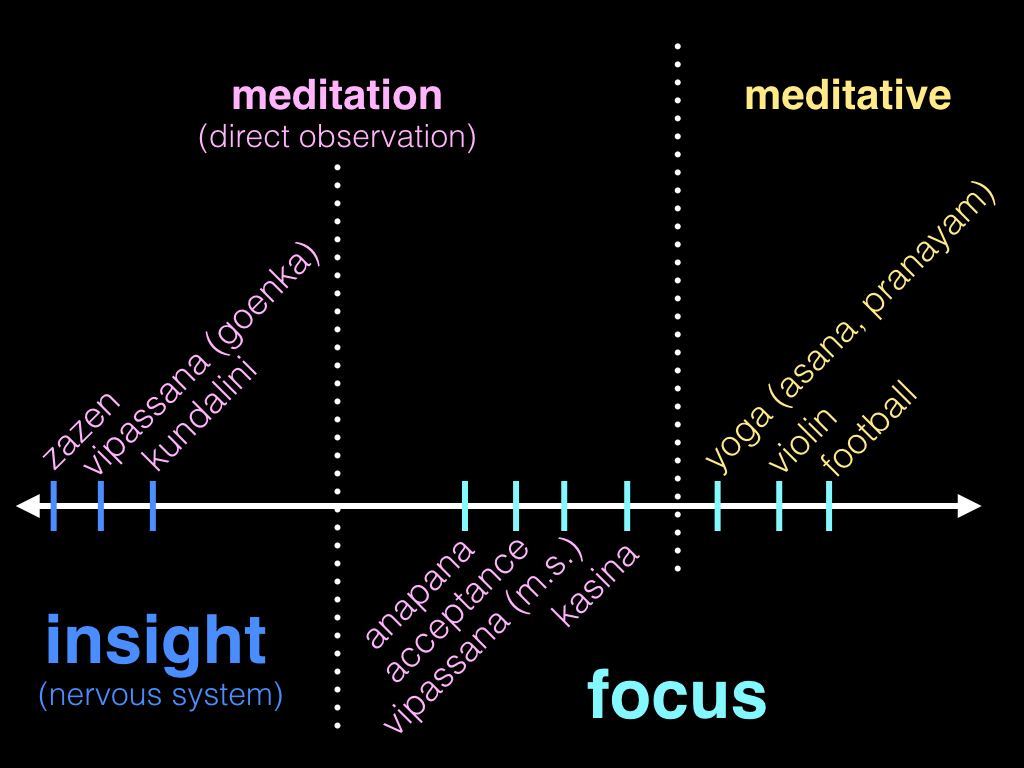 meditation
(direct observation)
meditative
zazen
vipassana (goenka)
kundalini
yoga (asana, pranayam)
violin
football
anapana
acceptance
vipassana (m.s.)
kasina
insight
(nervous system)
focus